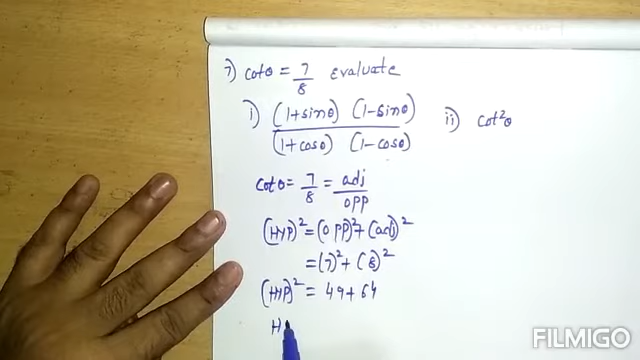 7) cotθ = 7/8 evaluate
i) (1+sinθ) (1-sinθ) / (1+cosθ) (1-cosθ) ii) cot²θ
cotθ = 7/8 = adj/opp
(HYP)² = (opp)² + (adj)²
= (7)² + (8)²
(HYP)² = 49 + 64
H
FILMIGO